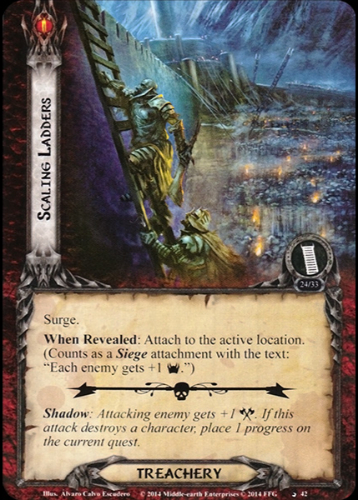 SCALING LADDERS
24/33
Surge.
When Revealed: Attach to the active location.
(Counts as a Siege attachment with the text:
“Each enemy gets +1 .”)
Shadow: Attacking enemy gets +1 . If this
attack destroys a character, place 1 progress on
the current quest.
TREACHERY
Illus. Alvaro Calvo Escudero
© 2014 Middle-earth Enterprises © 2014 FFG
42